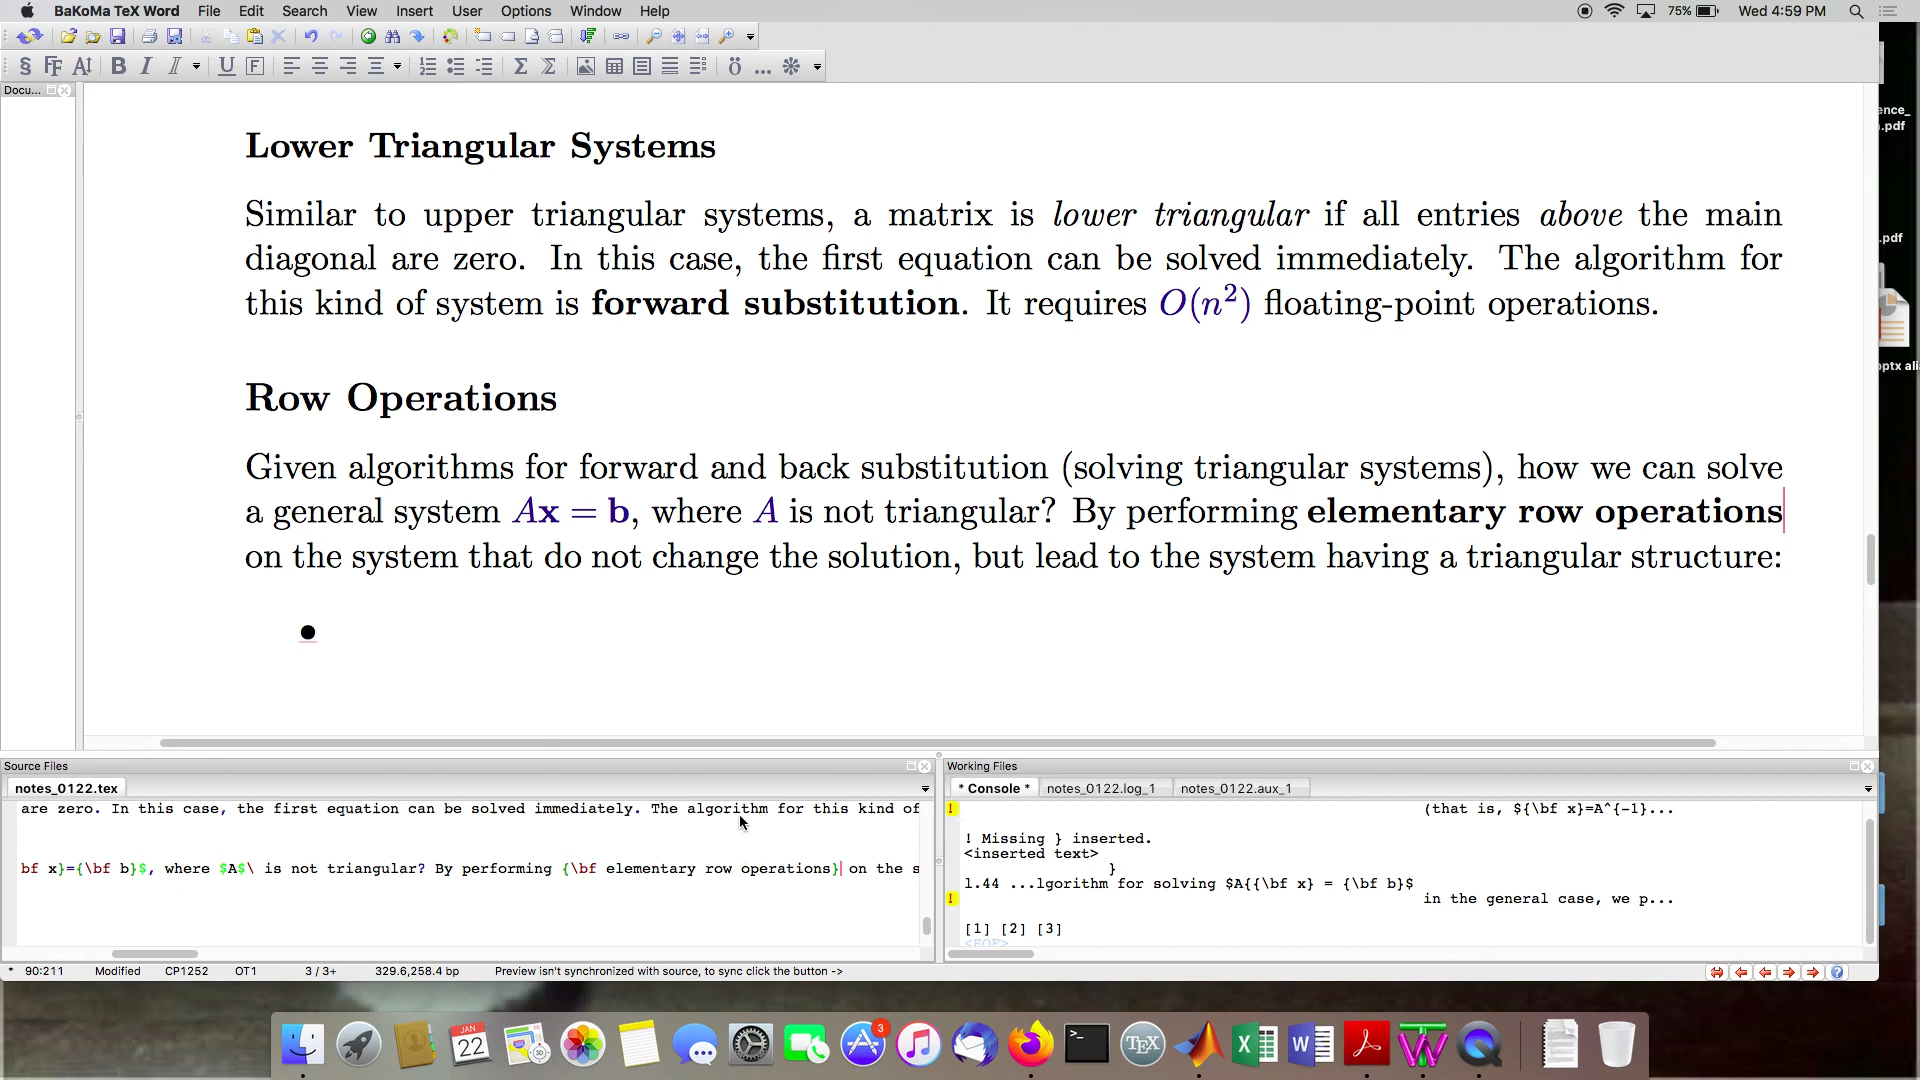 BaKoMa TeX Word File Edit Search View Insert User Options Window Help 75% Wed 4:59 PM
Docu...
ence_
.pdf
.pdf
pptx ali
Lower Triangular Systems
Similar to upper triangular systems, a matrix is lower triangular if all entries above the main
diagonal are zero. In this case, the first equation can be solved immediately. The algorithm for
this kind of system is forward substitution. It requires O(n²) floating-point operations.
Row Operations
Given algorithms for forward and back substitution (solving triangular systems), how we can solve
a general system Ax = b, where A is not triangular? By performing elementary row operations
on the system that do not change the solution, but lead to the system having a triangular structure:
•
Source Files
notes_0122.tex
are zero. In this case, the first equation can be solved immediately. The algorithm for this kind of
bf x}={\bf b}$, where $A$\ is not triangular? By performing {\bf elementary row operations} on the s
Working Files
* Console * notes_0122.log_1 notes_0122.aux_1
(that is, ${\bf x}=A^{-1}...
! Missing } inserted.
<inserted text>
}
l.44 ...lgorithm for solving $A{{\bf x} = {\bf b}$
in the general case, we p...
[1] [2] [3]
<EOF>
* 90:211 Modified CP1252 OT1 3 / 3+ 329.6,258.4 bp Preview isn't synchronized with source, to sync click the button ->
JAN
22
3
TEX